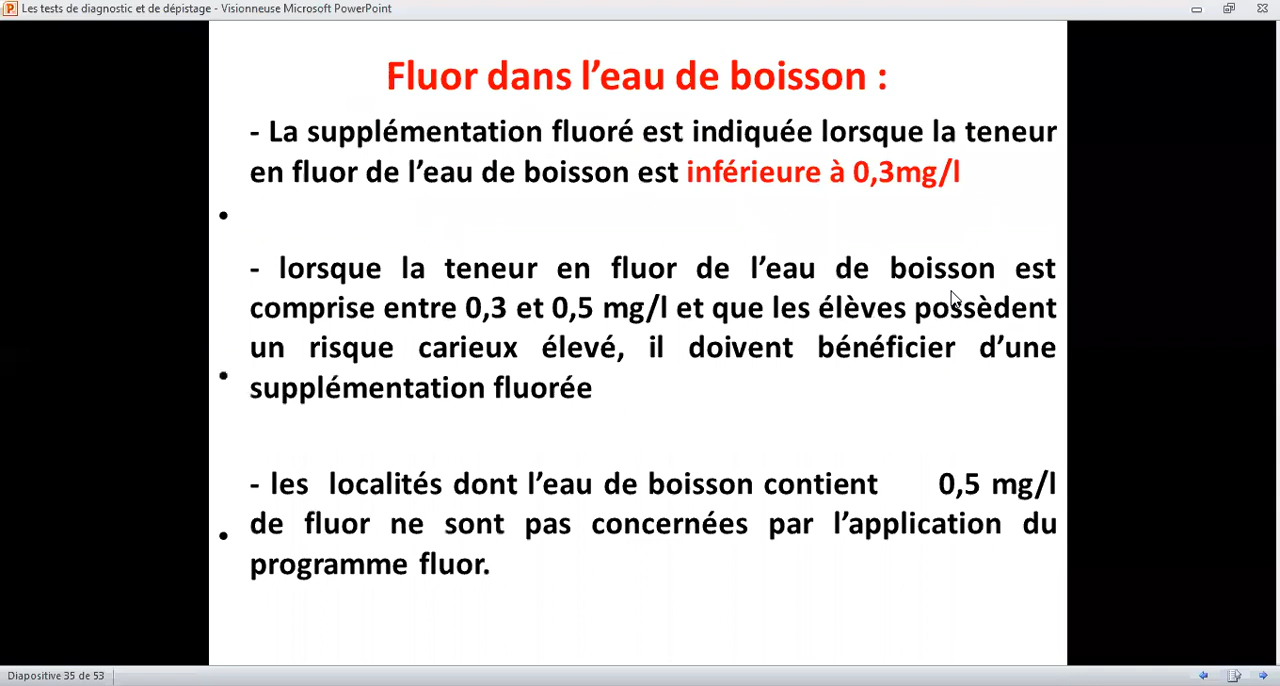 Les tests de diagnostic et de dépistage - Visionneuse Microsoft PowerPoint
Fluor dans l’eau de boisson :
- La supplémentation fluoré est indiquée lorsque la teneur
en fluor de l’eau de boisson est inférieure à 0,3mg/l
•
- lorsque la teneur en fluor de l’eau de boisson est
comprise entre 0,3 et 0,5 mg/l et que les élèves possèdent
un risque carieux élevé, il doivent bénéficier d’une
• supplémentation fluorée
- les localités dont l’eau de boisson contient 0,5 mg/l
de fluor ne sont pas concernées par l’application du
• programme fluor.
Diapositive 35 de 53